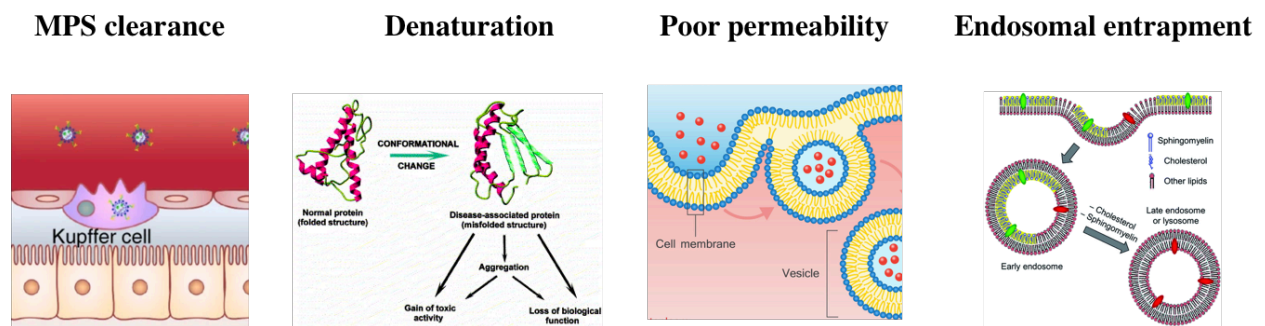 MPS clearance
Denaturation
Poor permeability
Endosomal entrapment
Kupffer cell
CONFORMATIONAL
CHANGE
Normal protein
(folded structure)
Disease-associated protein
(misfolded structure)
Aggregation
Gain of toxic
activity
Loss of biological
function
Cell membrane
Vesicle
Sphingomyelin
Cholesterol
Other lipids
– Cholesterol
– Sphingomyelin
Late endosome
or lysosome
Early endosome